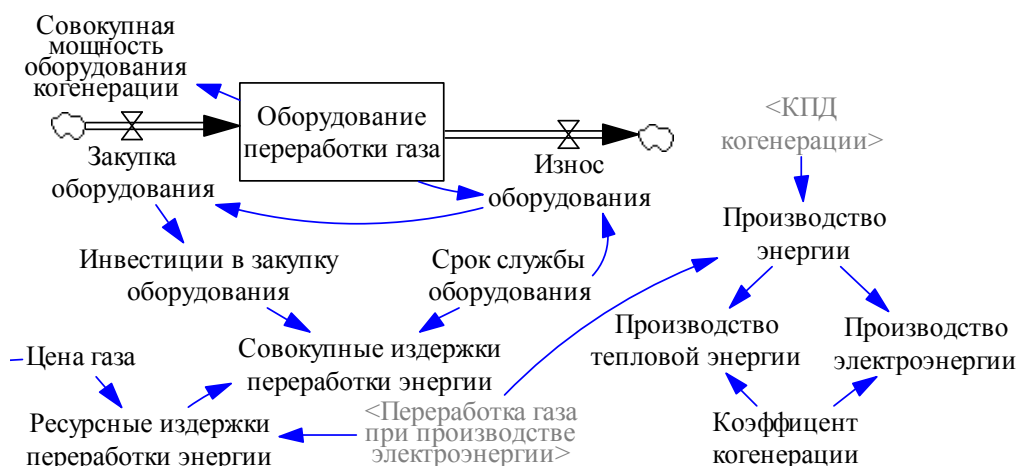 Совокупная
мощность
оборудования
когенерации
Оборудование
переработки газа
Закупка
оборудования
Износ
оборудования
<КПД
когенерации>
Производство
энергии
Инвестиции в закупку
оборудования
Срок службы
оборудования
Производство
тепловой энергии
Производство
электроэнергии
Цена газа
Совокупные издержки
переработки энергии
Ресурсные издержки
переработки энергии
<Переработка газа
при производстве
электроэнергии>
Коэффицент
когенерации